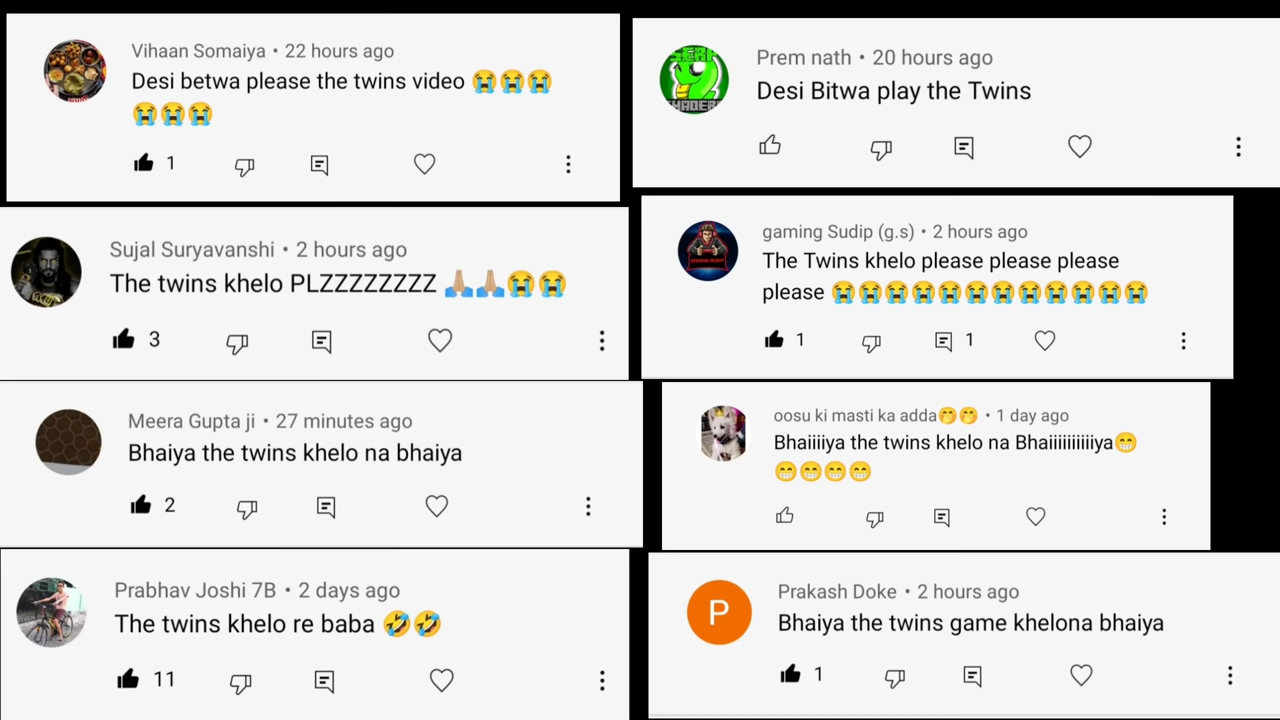 Vihaan Somaiya • 22 hours ago
Desi betwa please the twins video 😭😭😭
😭😭😭
1
Sujal Suryavanshi • 2 hours ago
The twins khelo PLZZZZZZZZ 🙏🏼🙏🏼😭😭
3
Meera Gupta ji • 27 minutes ago
Bhaiya the twins khelo na bhaiya
2
Prabhav Joshi 7B • 2 days ago
The twins khelo re baba 🤣🤣
11
Prem nath • 20 hours ago
Desi Bitwa play the Twins
gaming Sudip (g.s) • 2 hours ago
The Twins khelo please please please
please 😭😭😭😭😭😭😭😭😭😭😭😭
1 1
oosu ki masti ka adda🤭🤭 • 1 day ago
Bhaiiiiya the twins khelo na Bhaiiiiiiiiiiya😁
😁😁😁😁
P
Prakash Doke • 2 hours ago
Bhaiya the twins game khelona bhaiya
1